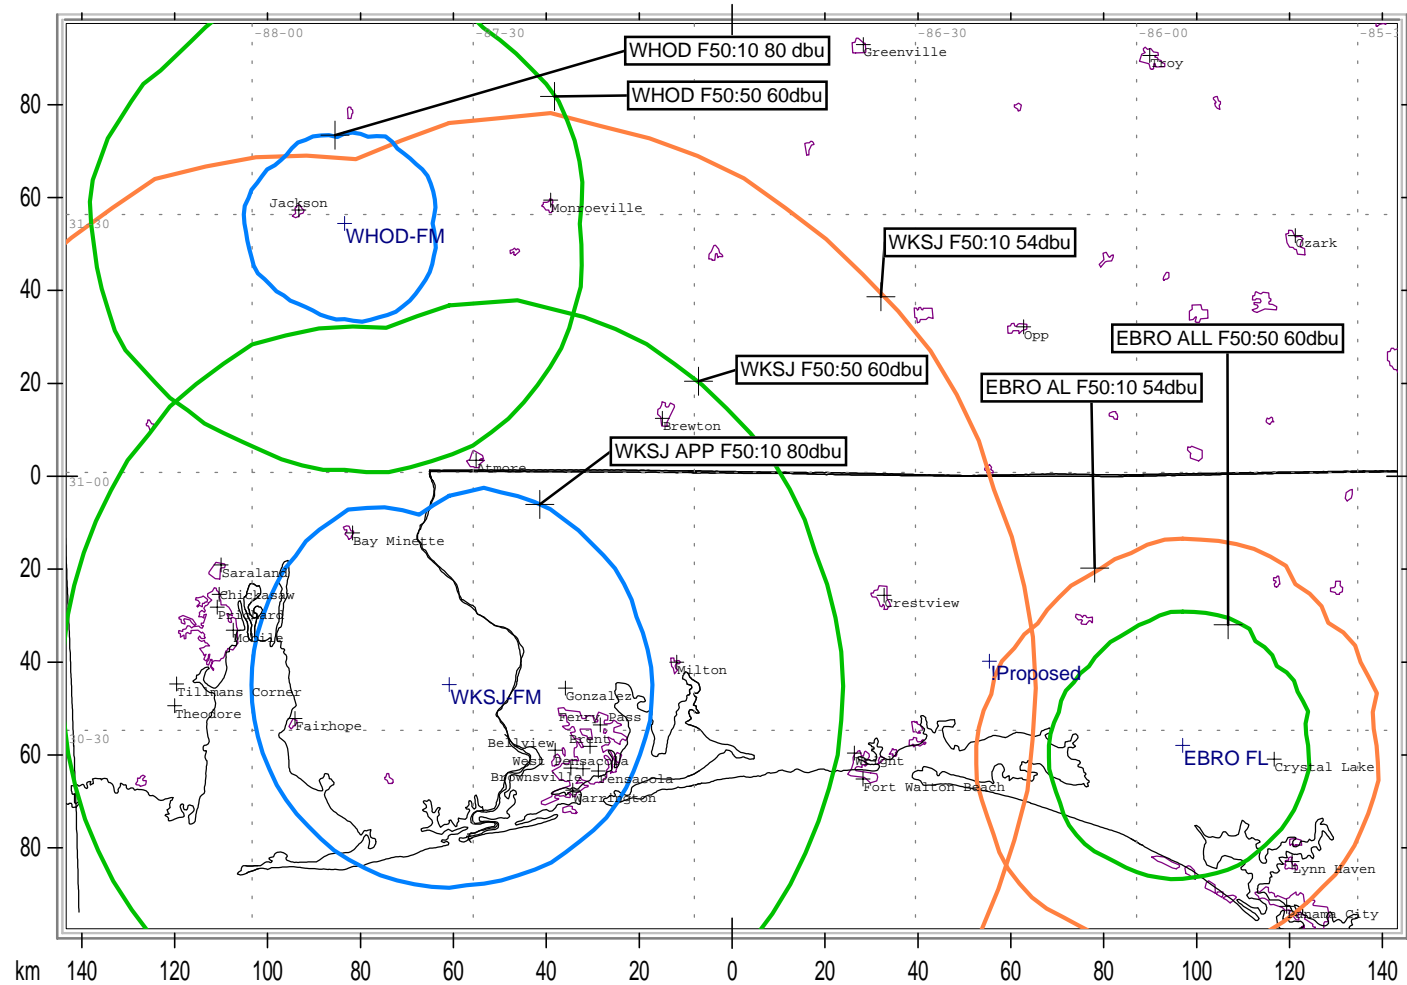 -88-00
-87-30
-86-30
-86-00
WHOD F50:10 80 dbu
Greenville
Troy
WHOD F50:50 60dbu
80
60
Jackson
Monroeville
31-30
WHOD-FM
WKSJ F50:10 54dbu
Ozark
40
Opp
EBRO ALL F50:50 60dbu
WKSJ F50:50 60dbu
20
EBRO AL F50:10 54dbu
Brewton
WKSJ APP F50:10 80dbu
Atmore
0
31-00
Bay Minette
20
Saraland
Chickasaw
Prichard
Crestview
Mobile
40
Milton
!Proposed
Tillmans Corner
WKSJ-FM
Gonzalez
Theodore
Ferry Pass
Fairhope
30-30
Brent
Bellview
60
West Pensacola
Wright
EBRO FL
Crystal Lake
Brownsville
Pensacola
Warrington
Fort Walton Beach
80
Lynn Haven
Panama City
km
140
120
100
80
60
40
20
0
20
40
60
80
100
120
140